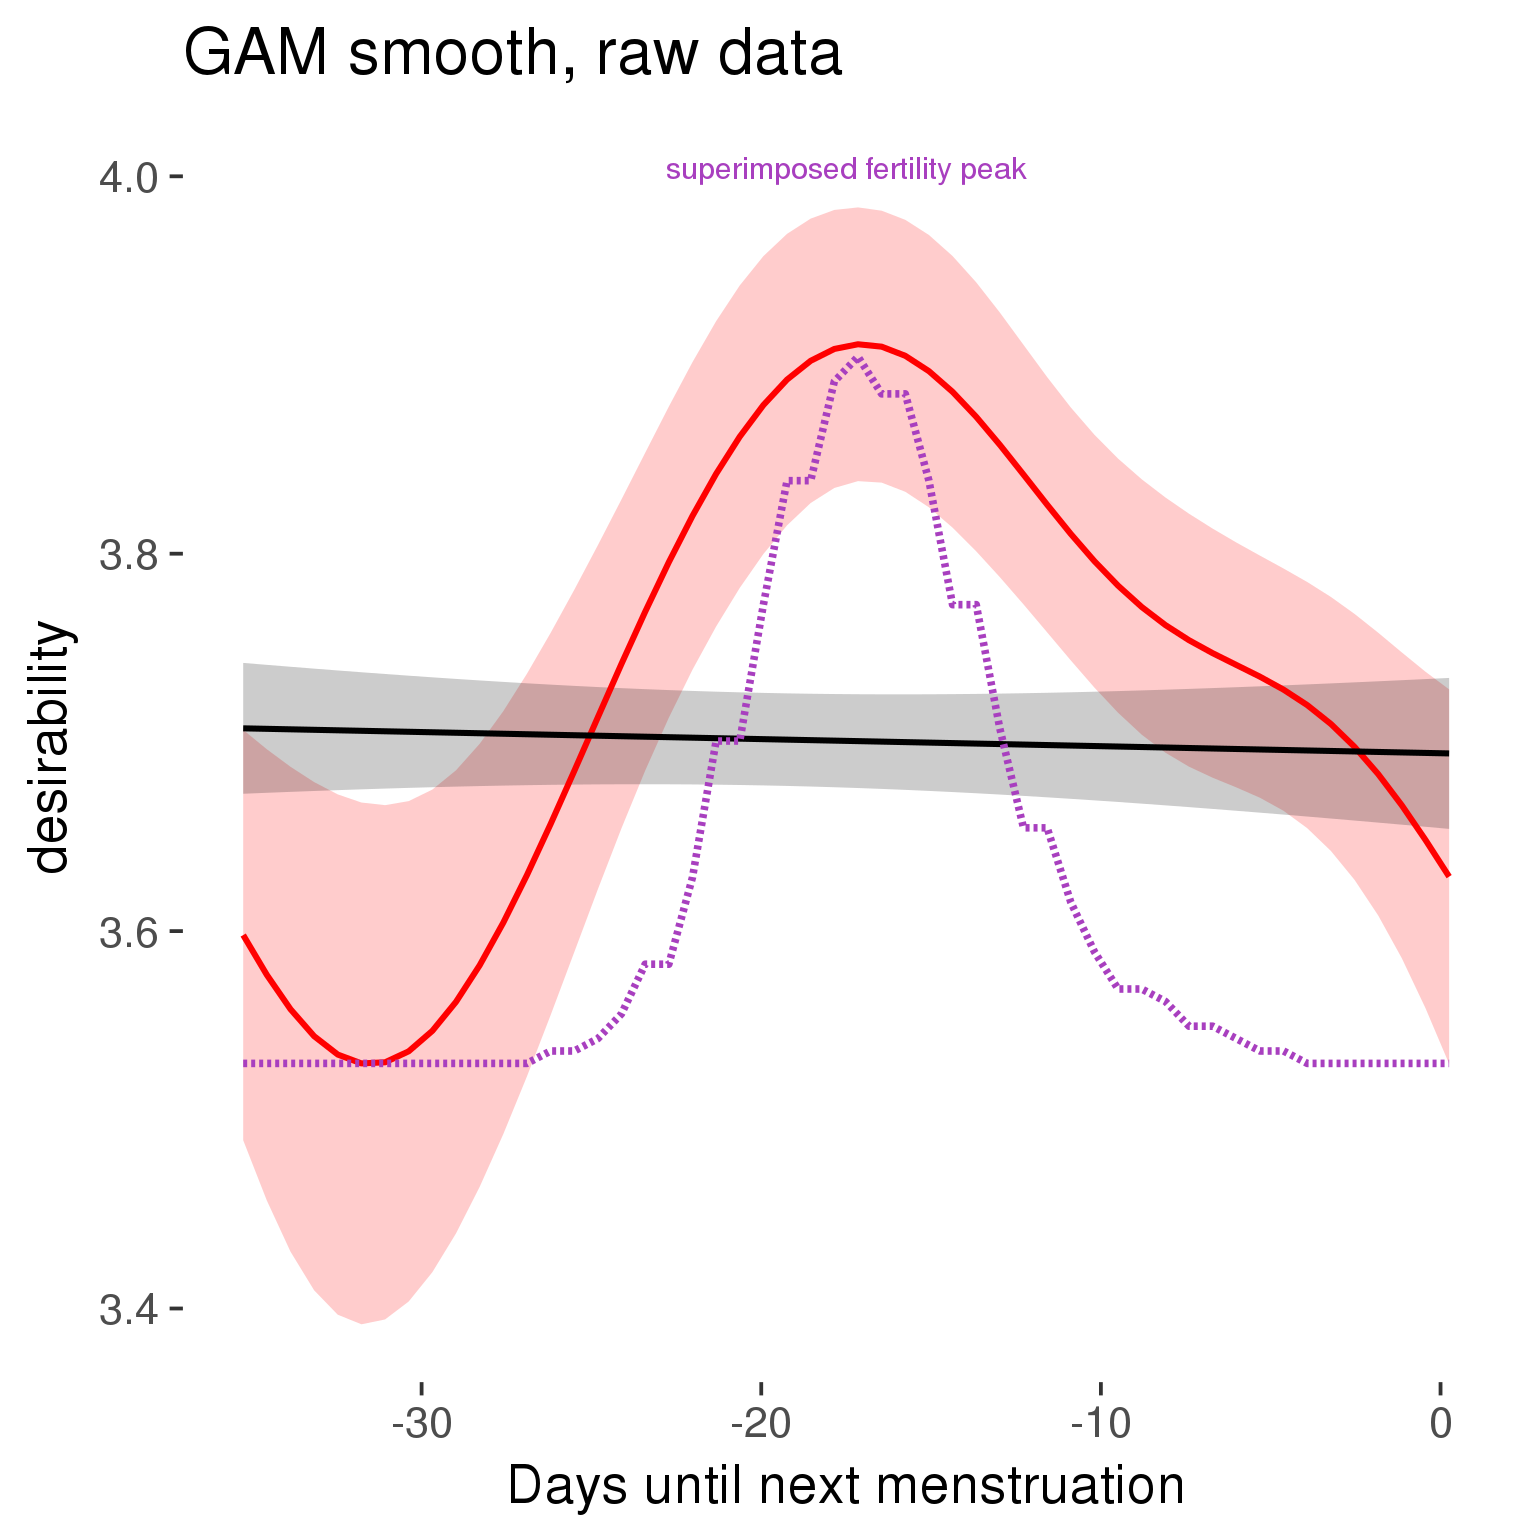 GAM smooth, raw data
superimposed fertility peak
4.0
3.8
3.6
3.4
desirability
-30 -20 -10 0
Days until next menstruation